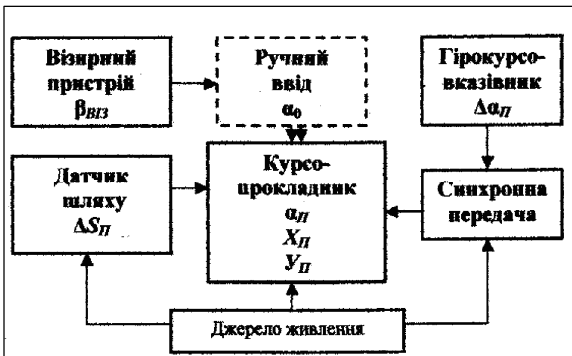 Візирний
пристрій
βВІЗ
Ручний
ввід
α₀
Гірокурсо-
вказівник
ΔαП
Датчик
шляху
ΔSП
Курсо-
прокладник
αП
XП
УП
Синхронна
передача
Джерело живлення